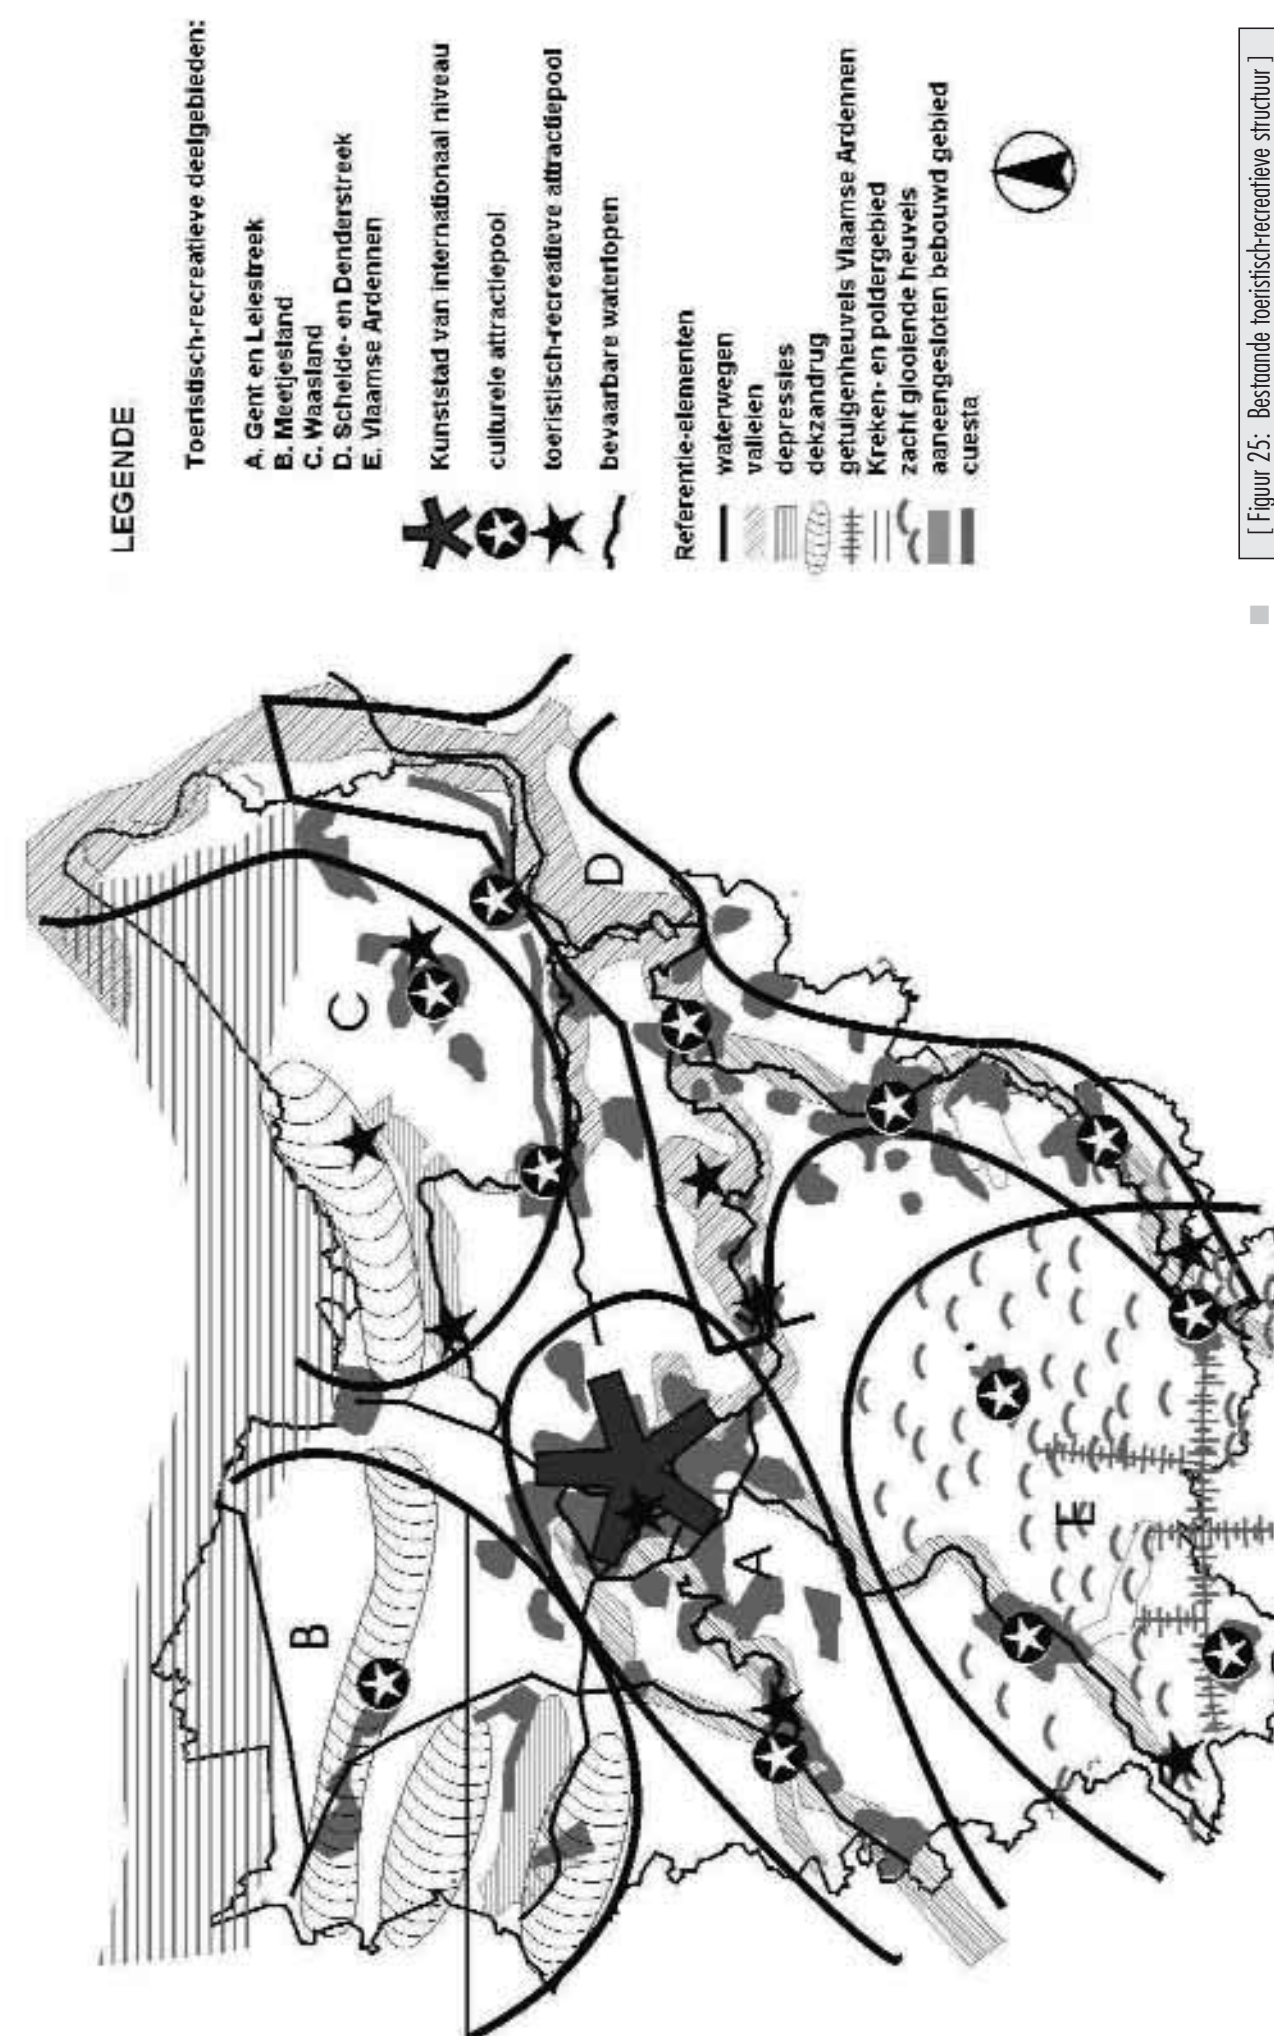 LEGENDE
Toeristisch-recreatieve deelgebieden:
A. Gent en Leiestreek
B. Meetjesland
C. Waasland
D. Schelde- en Denderstreek
E. Vlaamse Ardennen
Kunststad van internationaal niveau
culturele attractiepool
toeristisch-recreatieve attractiepool
bevaarbare waterlopen
Referentie-elementen
waterwegen
valleien
depressies
dekzandrug
getuigenheuvels Vlaamse Ardennen
Kreken- en poldergebied
zacht glooiende heuvels
aaneengesloten bebouwd gebied
cuesta
B
C
D
A
E
[ Figuur 25: Bestaande toeristisch-recreatieve structuur ]